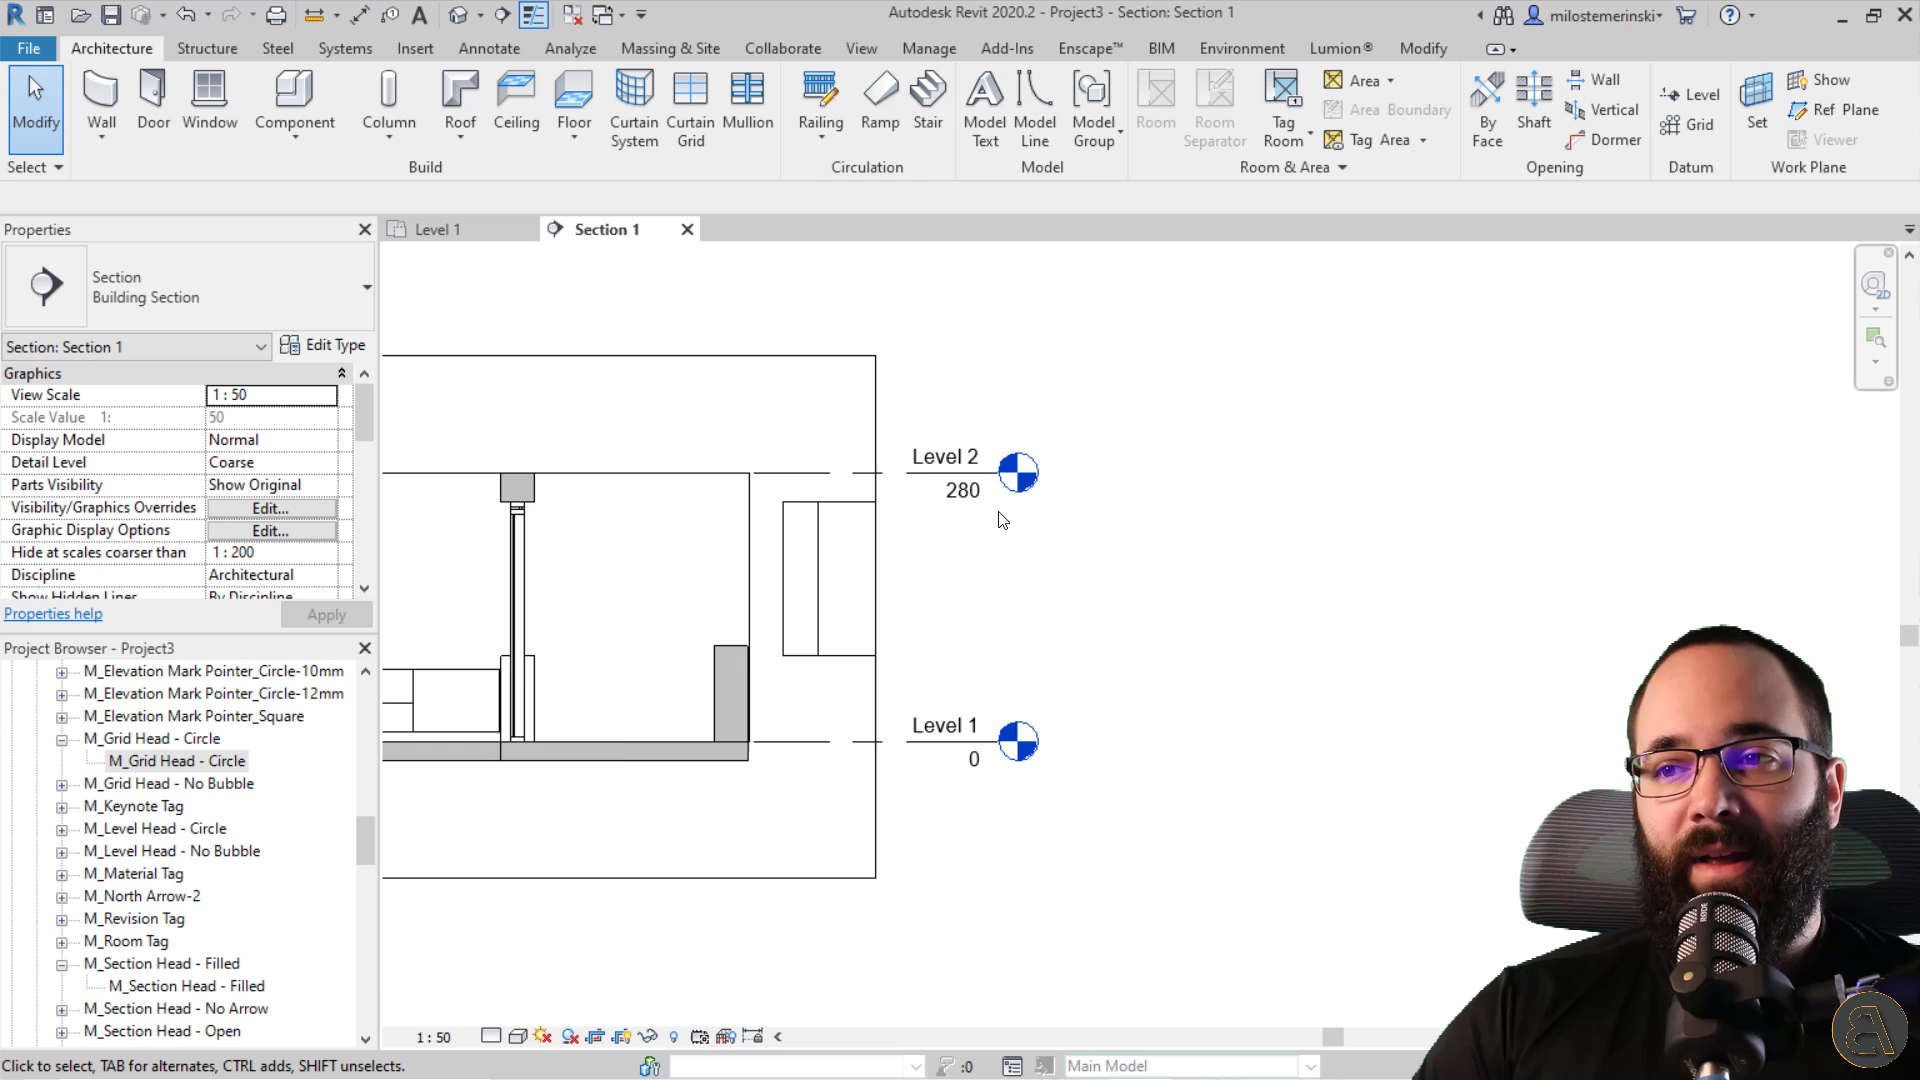 Autodesk Revit 2020.2 - Project3 - Section: Section 1
milostemerinski
File Architecture Structure Steel Systems Insert Annotate Analyze Massing & Site Collaborate View Manage Add-Ins Enscape™ BIM Environment Lumion® Modify
Modify Wall Door Window Component Column Roof Ceiling Floor Curtain System Curtain Grid Mullion Railing Ramp Stair Model Text Model Line Model Group Room Room Separator Tag Room
Area
Area Boundary
Tag Area
By Face
Shaft
Wall
Vertical
Dormer
Level
Grid
Set
Show
Ref Plane
Viewer
Select Build Circulation Model Room & Area Opening Datum Work Plane
Properties
Level 1
Section 1
Section
Building Section
Section: Section 1
Edit Type
Graphics
View Scale 1 : 50
Scale Value 1: 50
Display Model Normal
Detail Level Coarse
Parts Visibility Show Original
Visibility/Graphics Overrides Edit...
Graphic Display Options Edit...
Hide at scales coarser than 1 : 200
Discipline Architectural
Show Hidden Lines By Discipline
Properties help
Apply
Project Browser - Project3
M_Elevation Mark Pointer_Circle-10mm
M_Elevation Mark Pointer_Circle-12mm
M_Elevation Mark Pointer_Square
M_Grid Head - Circle
M_Grid Head - Circle
M_Grid Head - No Bubble
M_Keynote Tag
M_Level Head - Circle
M_Level Head - No Bubble
M_Material Tag
M_North Arrow-2
M_Revision Tag
M_Room Tag
M_Section Head - Filled
M_Section Head - Filled
M_Section Head - No Arrow
M_Section Head - Open
Level 2
280
Level 1
0
2D
RØDE
1 : 50
Click to select, TAB for alternates, CTRL adds, SHIFT unselects.
:0
Main Model